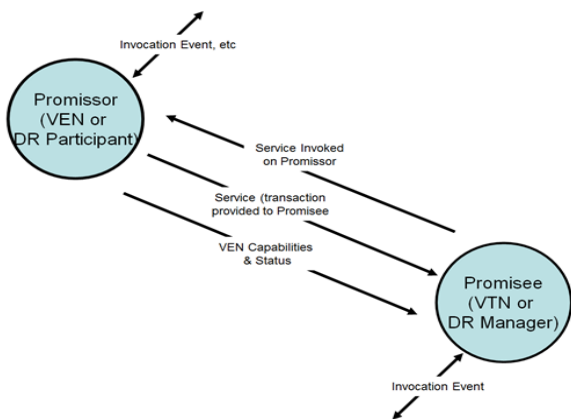 Invocation Event, etc
Promissor
(VEN or
DR Participant)
Service Invoked
on Promissor
Service (transaction
provided to Promisee
VEN Capabilities
& Status
Promisee
(VTN or
DR Manager)
Invocation Event